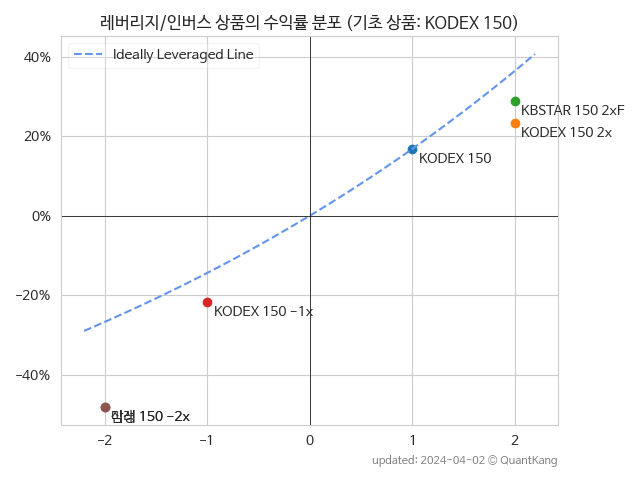 레버리지/인버스 상품의 수익률 분포 (기초 상품: KODEX 150)
Ideally Leveraged Line
40%
20%
0%
−20%
−40%
KBSTAR 150 2xF
KODEX 150 2x
KODEX 150
KODEX 150 −1x
150 −2x
−2
−1
0
1
2
updated: 2024-04-02 © QuantKang